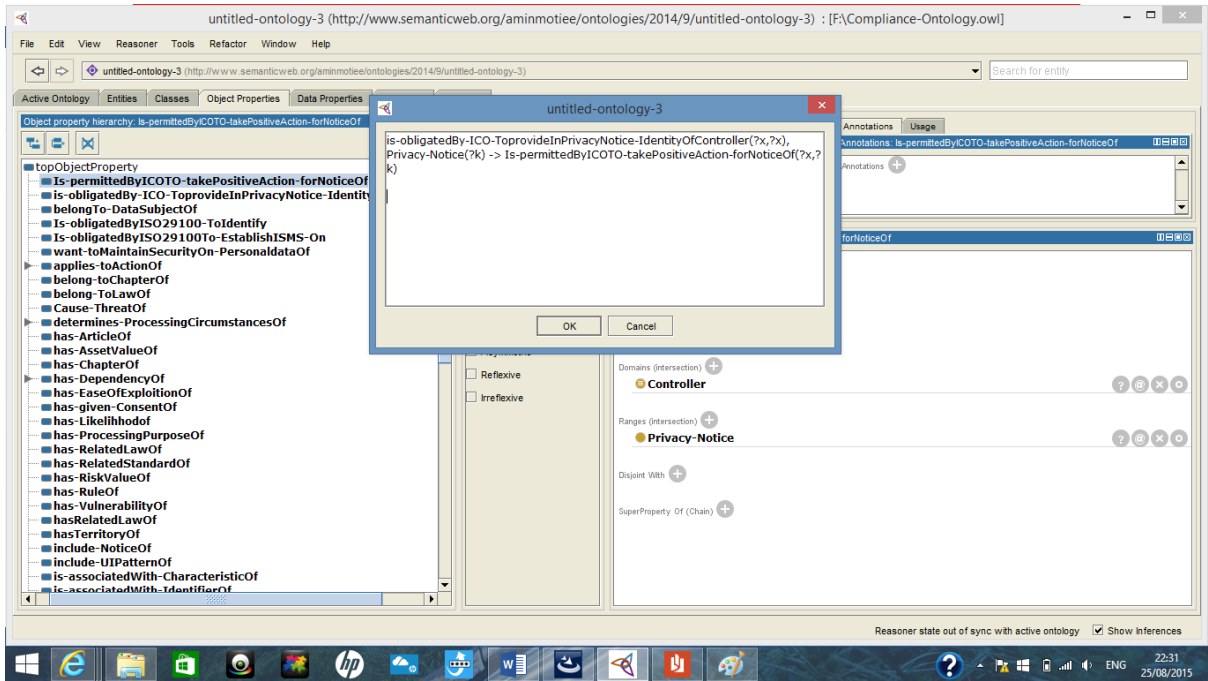 untitled-ontology-3 (http://www.semanticweb.org/aminmotiee/ontologies/2014/9/untitled-ontology-3) : [F:\Compliance-Ontology.owl]
File Edit View Reasoner Tools Refactor Window Help
untitled-ontology-3 (http://www.semanticweb.org/aminmotiee/ontologies/2014/9/untitled-ontology-3)
Search for entity
Active Ontology Entities Classes Object Properties Data Properties
Object property hierarchy: Is-permittedByICOTO-takePositiveAction-forNoticeOf
topObjectProperty
Is-permittedByICOTO-takePositiveAction-forNoticeOf
is-obligatedBy-ICO-ToprovideInPrivacyNotice-Identity
belongTo-DataSubjectOf
Is-obligatedByISO29100-ToIdentify
Is-obligatedByISO29100To-EstablishISMS-On
want-toMaintainSecurityOn-PersonaldataOf
applies-toActionOf
belong-toChapterOf
belong-ToLawOf
Cause-ThreatOf
determines-ProcessingCircumstancesOf
has-ArticleOf
has-AssetValueOf
has-ChapterOf
has-DependencyOf
has-EaseOfExploitionOf
has-given-ConsentOf
has-Likelihhodof
has-ProcessingPurposeOf
has-RelatedLawOf
has-RelatedStandardOf
has-RiskValueOf
has-RuleOf
has-VulnerabilityOf
hasRelatedLawOf
hasTerritoryOf
include-NoticeOf
include-UIPatternOf
is-associatedWith-CharacteristicOf
is-associatedWith-IdentifierOf
untitled-ontology-3
is-obligatedBy-ICO-ToprovideInPrivacyNotice-IdentityOfController(?x,?x),
Privacy-Notice(?k) -> Is-permittedByICOTO-takePositiveAction-forNoticeOf(?x,?
k)
OK Cancel
Reflexive
Irreflexive
Annotations Usage
Annotations: Is-permittedByICOTO-takePositiveAction-forNoticeOf
Annotations
forNoticeOf
Domains (intersection)
Controller
Ranges (intersection)
Privacy-Notice
Disjoint With
SuperProperty Of (Chain)
Reasoner state out of sync with active ontology Show Inferences
ENG
22:31
25/08/2015